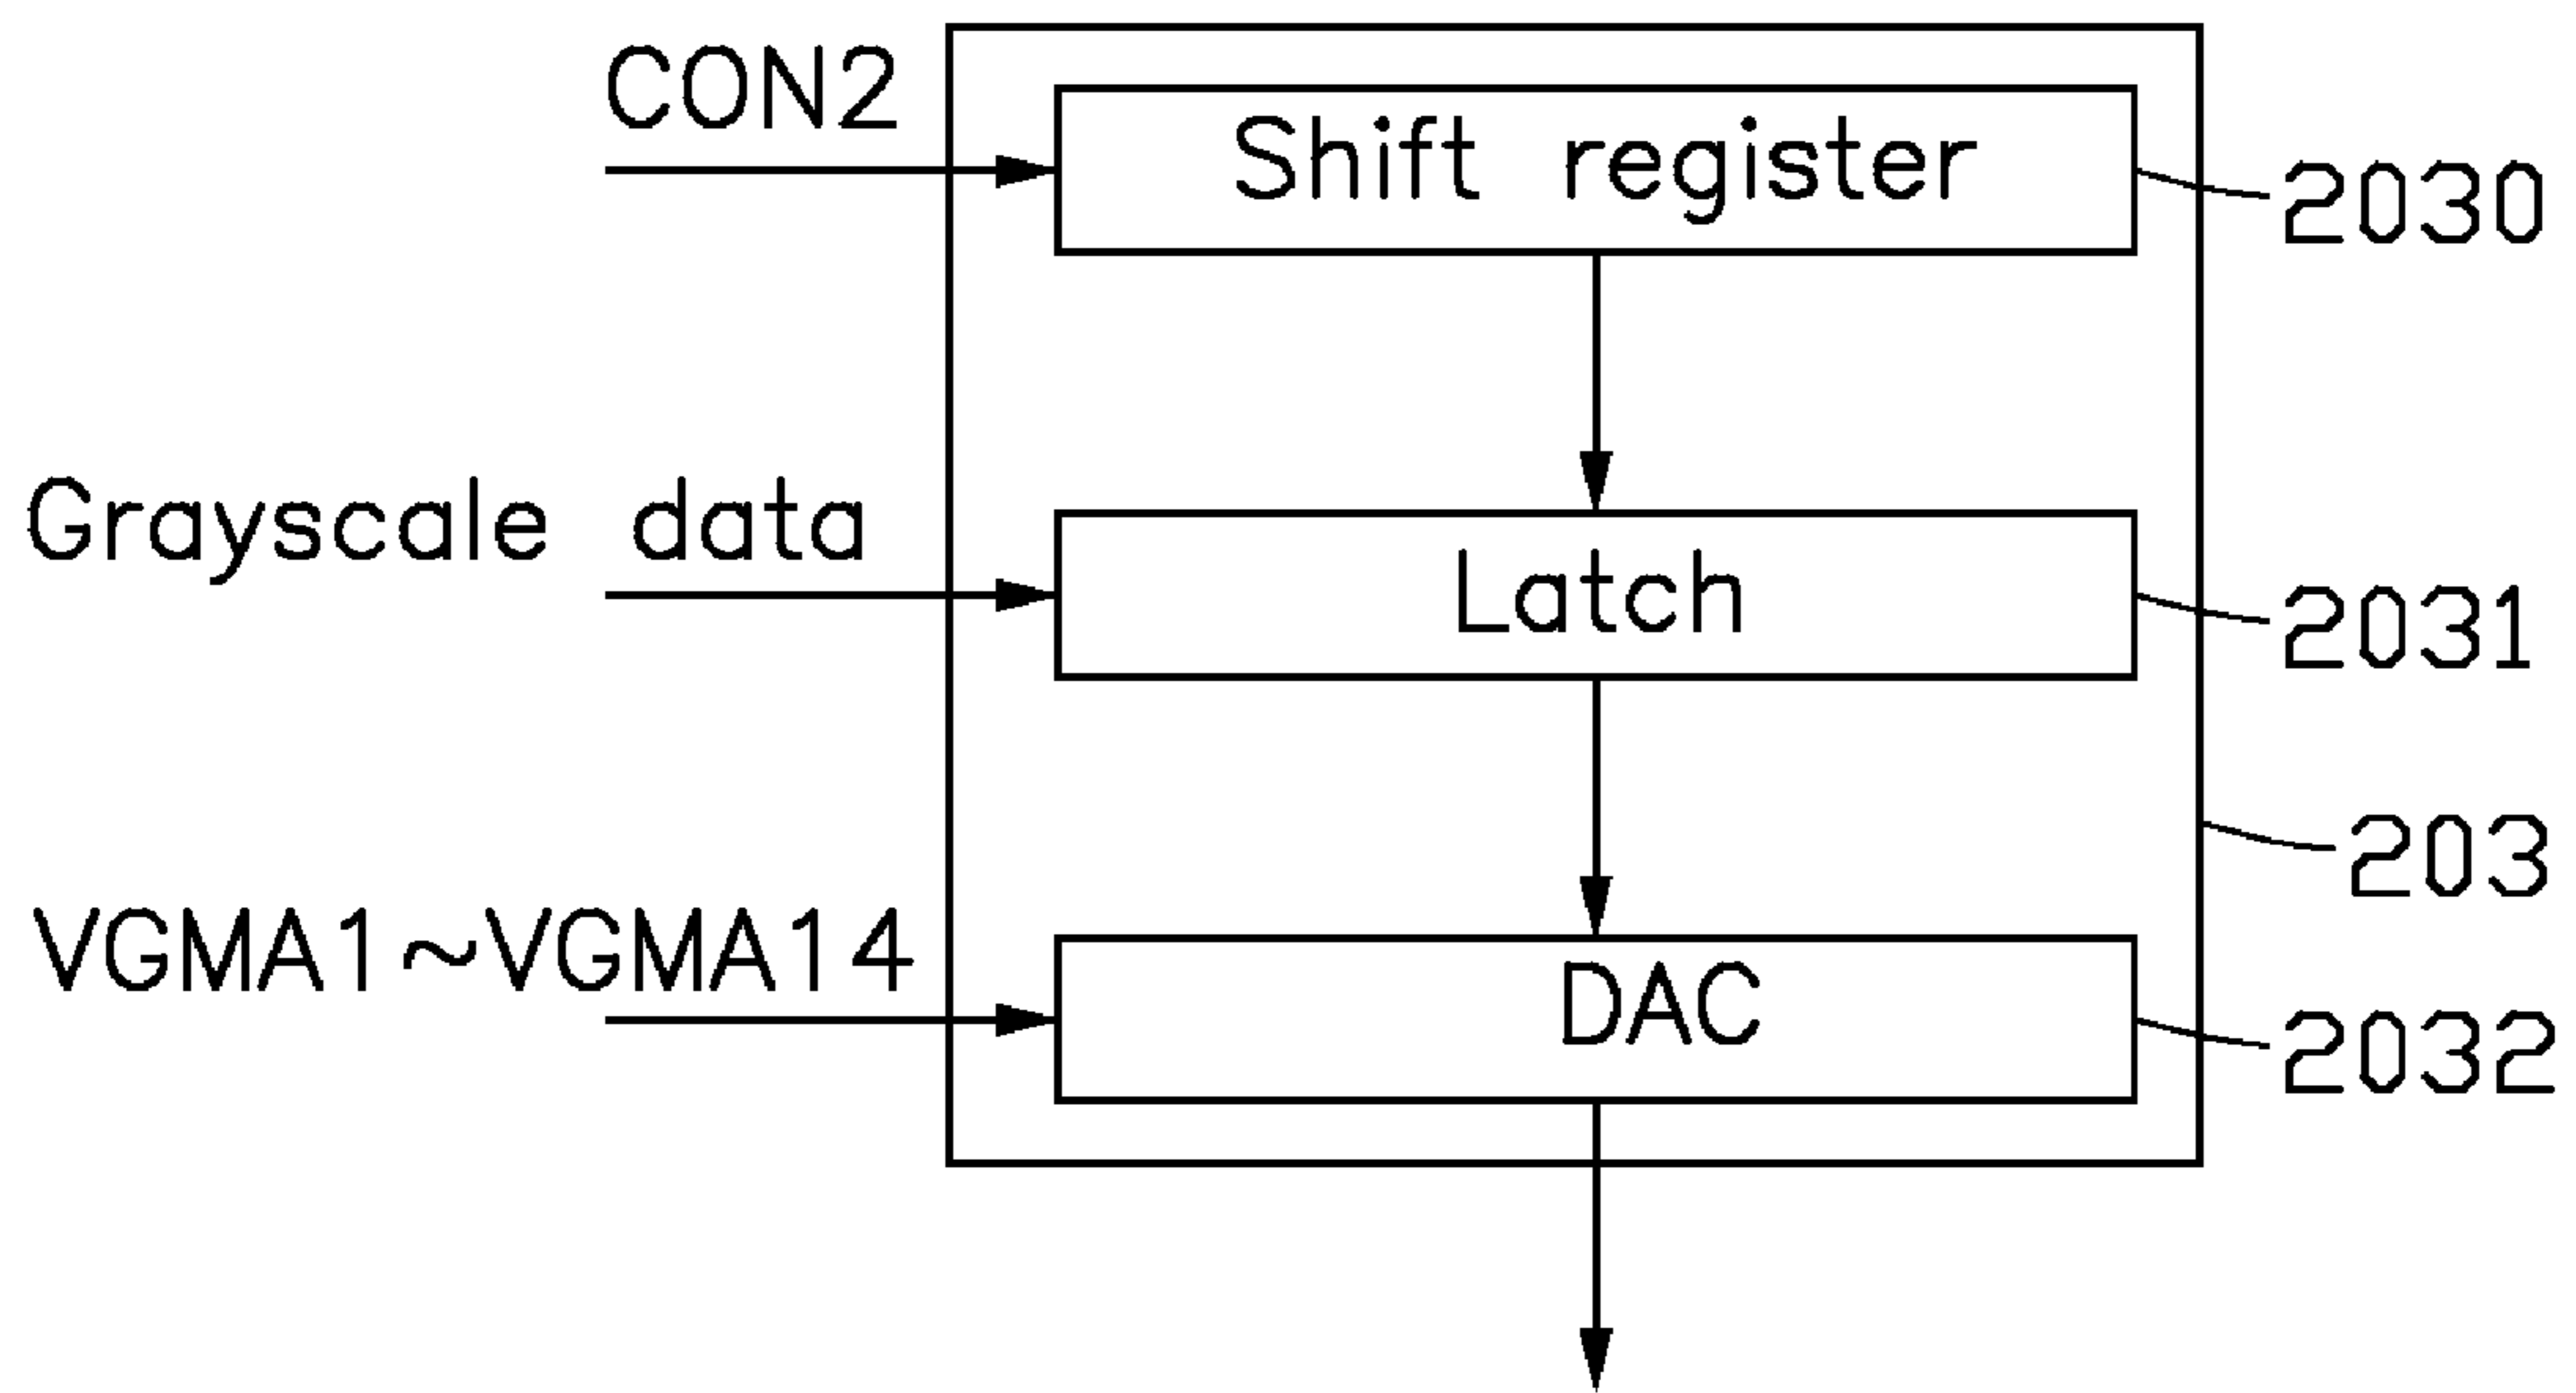 CON2
Shift register
2030
Grayscale data
Latch
2031
203
VGMA1~VGMA14
DAC
2032